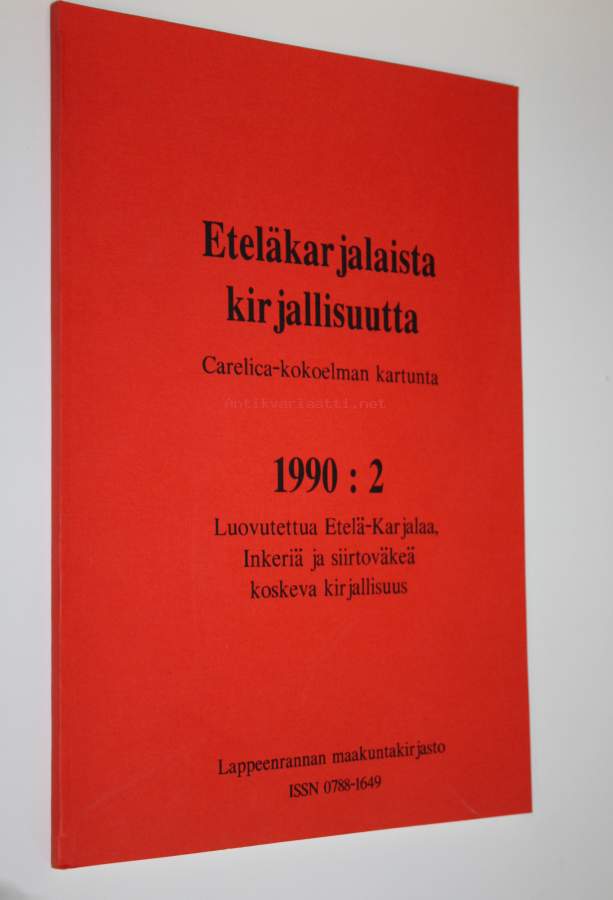 Eteläkarjalaista
kirjallisuutta
Carelica-kokoelman kartunta
Antikvariaatti.net
1990 : 2
Luovutettua Etelä-Karjalaa,
Inkeriä ja siirtoväkeä
koskeva kirjallisuus
Lappeenrannan maakuntakirjasto
ISSN 0788-1649